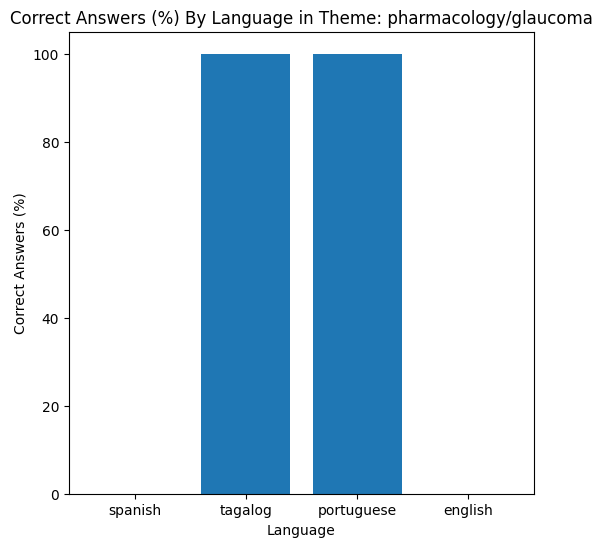 Correct Answers (%) By Language in Theme: pharmacology/glaucoma
100
80
60
40
20
0
Correct Answers (%)
spanish tagalog portuguese english
Language